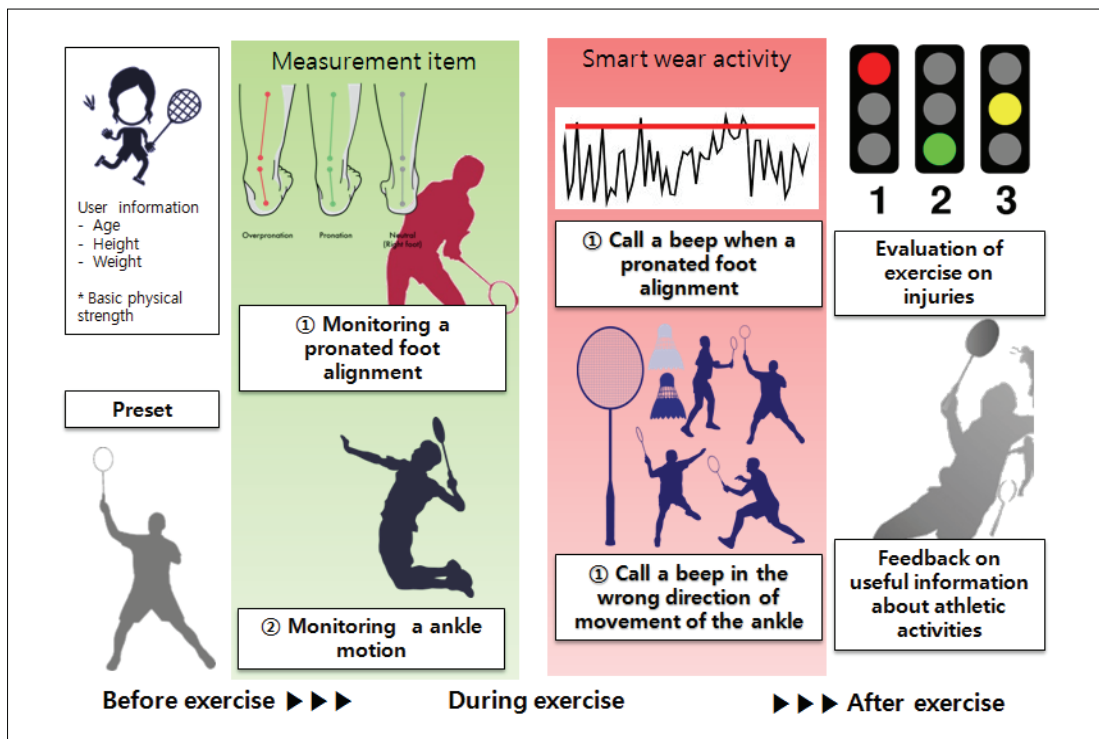 User information
- Age
- Height
- Weight
* Basic physical
strength
Preset
Measurement item
Overpronation
Pronation
Neutral
(Right foot)
① Monitoring a
pronated foot
alignment
② Monitoring a ankle
motion
Smart wear activity
① Call a beep when a
pronated foot
alignment
① Call a beep in the
wrong direction of
movement of the ankle
1 2 3
Evaluation of
exercise on
injuries
Feedback on
useful information
about athletic
activities
Before exercise ▶ ▶ ▶ During exercise ▶ ▶ ▶ After exercise